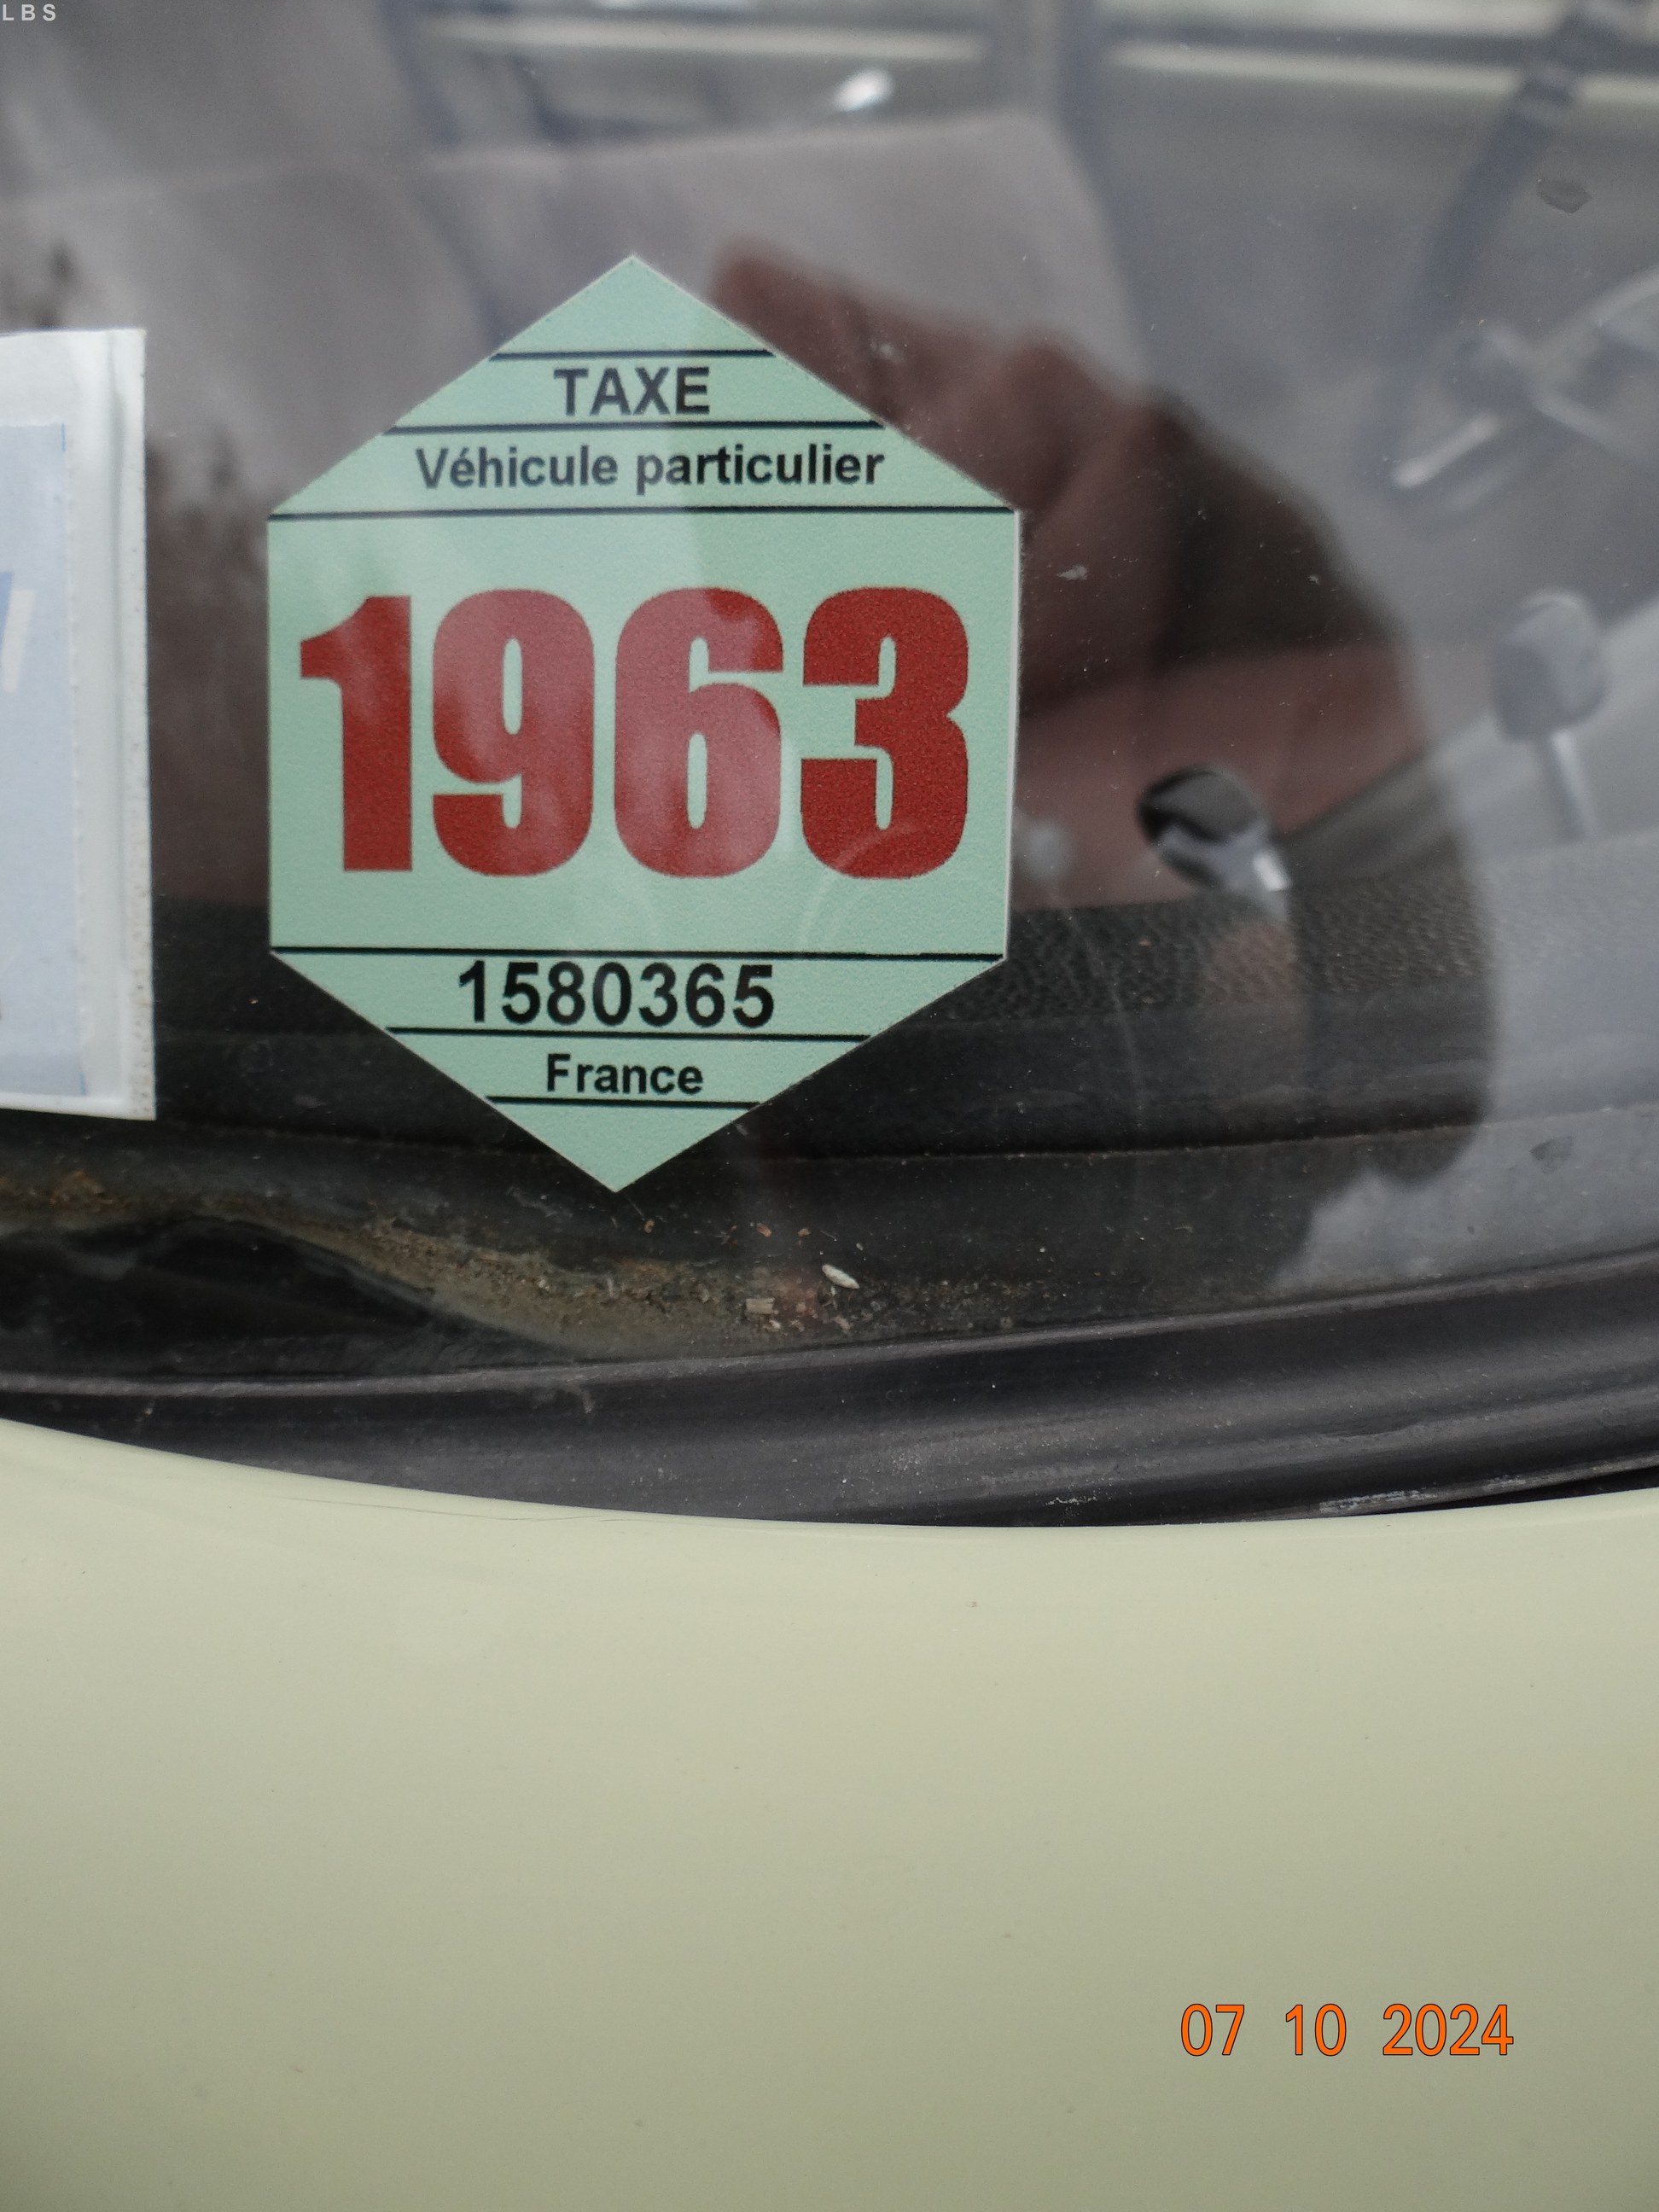 LBS
TAXE
Véhicule particulier
1963
1580365
France
07 10 2024